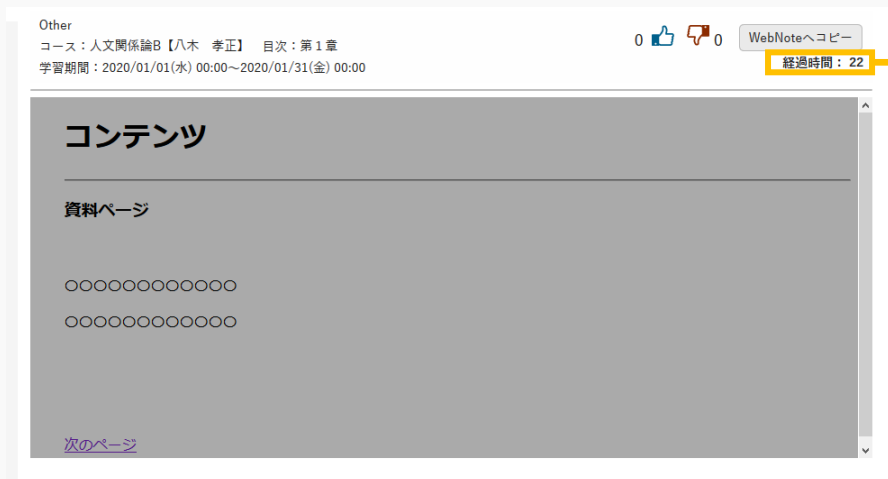 Other
コース：人文関係論B【八木　孝正】　目次：第１章
学習期間：2020/01/01(水) 00:00～2020/01/31(金) 00:00
0 0 WebNoteへコピー
経過時間： 22
コンテンツ
資料ページ
〇〇〇〇〇〇〇〇〇〇〇〇
〇〇〇〇〇〇〇〇〇〇〇〇
次のページ